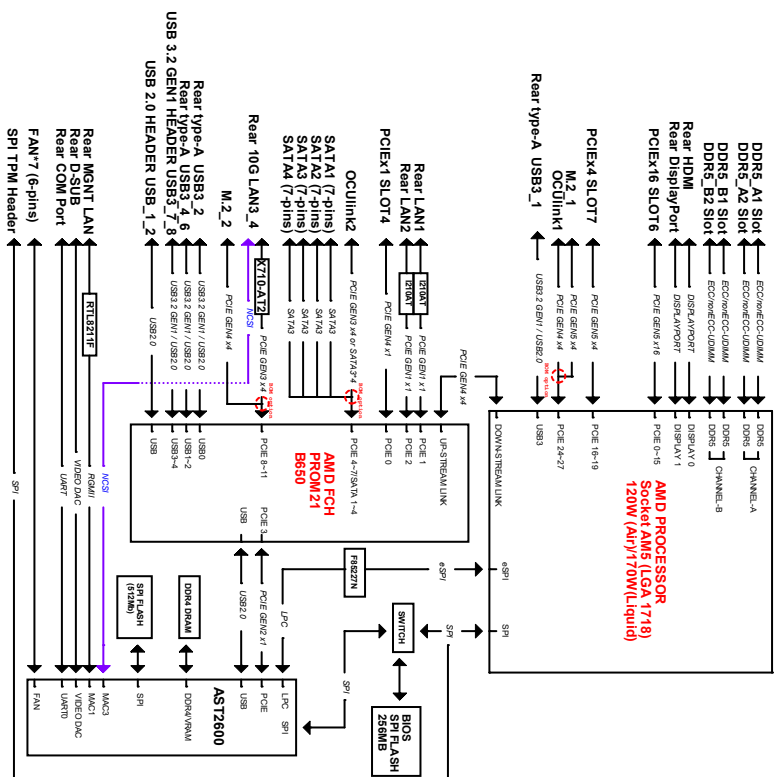 DDR5_A1 Slot
DDR5_A2 Slot
DDR5_B1 Slot
DDR5_B2 Slot
Rear HDMI
Rear DisplayPort
PCIEx16 SLOT6
PCIEx4 SLOT7
M.2_1
OCUlink1
Rear type-A USB3_1
Rear LAN1
Rear LAN2
PCIEx1 SLOT4
OCUlink2
SATA1 (7-pins)
SATA2 (7-pins)
SATA3 (7-pins)
SATA4 (7-pins)
Rear 10G LAN3_4
M.2_2
Rear type-A USB3_2
Rear type-A USB3_4_6
USB 3.2 GEN1 HEADER USB3_7_8
USB 2.0 HEADER USB_1_2
Rear MGNT LAN
Rear D-SUB
Rear COM Port
FAN*7 (6-pins)
SPI TPM Header
ECC/nonECC-UDIMM
ECC/nonECC-UDIMM
ECC/nonECC-UDIMM
ECC/nonECC-UDIMM
DISPLAYPORT
DISPLAYPORT
PCIE GEN5 x16
PCIE GEN5 x4
PCIE GEN5 x4
PCIE GEN4 x4
BOM option
USB3.2 GEN1 / USB2.0
PCIE GEN4 x4
I210AT
I210AT
PCIE GEN1 x1
PCIE GEN1 x1
PCIE GEN4 x1
PCIE GEN3 x4 or SATA3*4
BOM option
SATA3
SATA3
SATA3
SATA3
X710-AT2
PCIE GEN3 x4
BOM option
NCSI
PCIE GEN4 x4
USB3.2 GEN1 / USB2.0
USB3.2 GEN1 / USB2.0
USB3.2 GEN1 / USB2.0
USB2.0
RTL8211F
NCSI
RGMII
VIDEO DAC
UART
SPI
DDR5
DDR5
CHANNEL-A
DDR5
DDR5
CHANNEL-B
DISPLAY 0
DISPLAY 1
PCIE 0~15
PCIE 16~19
PCIE 24~27
USB3
DOWN-STREAM LINK
AMD PROCESSOR
Socket AM5 (LGA 1718)
120W (Air)/170W(Liquid)
eSPI
SPI
UP-STREAM LINK
PCIE 1
PCIE 2
PCIE 0
PCIE 4~7/SATA 1~4
PCIE 8~11
USB0
USB1~2
USB3~4
USB
AMD FCH
PROM21
B650
PCIE 3
USB
eSPI
F85227N
LPC
PCIE GEN2 x1
USB2.0
SPI
SWITCH
SPI
BIOS
SPI FLASH
256MB
DDR4 DRAM
SPI FLASH
(512Mb)
AST2600
LPC
SPI
PCIE
USB
DDR4/VRAM
SPI
MAC3
MAC1
VIDEO DAC
UART0
FAN